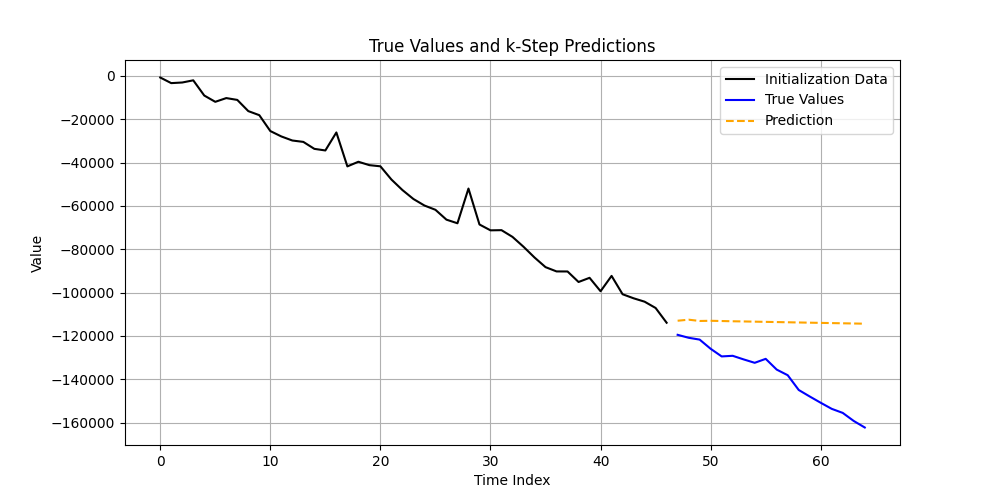 True Values and k-Step Predictions
Initialization Data
True Values
Prediction
Value
0
−20000
−40000
−60000
−80000
−100000
−120000
−140000
−160000
0 10 20 30 40 50 60
Time Index